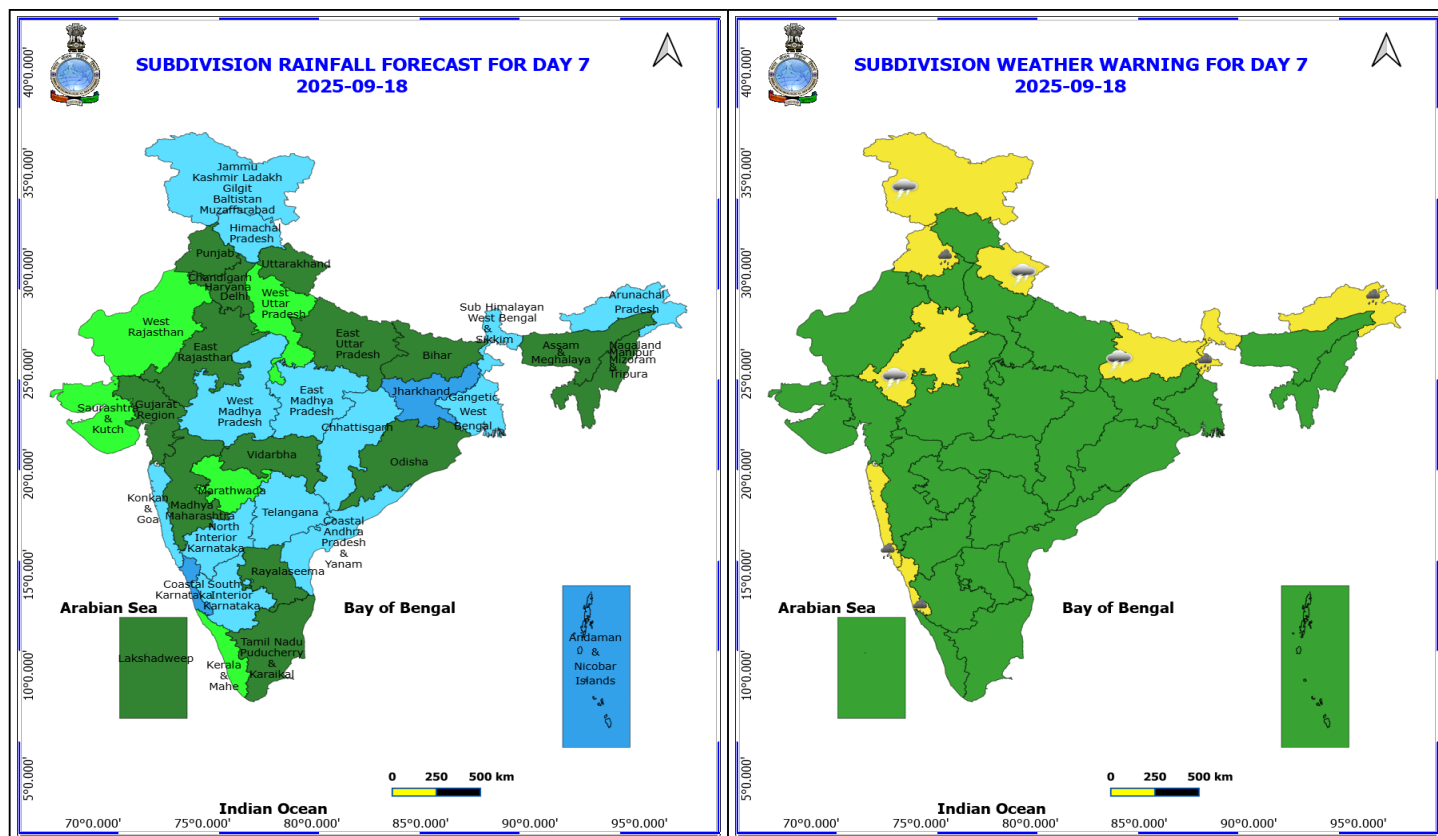 SUBDIVISION RAINFALL FORECAST FOR DAY 7
2025-09-18
40°0.000'
35°0.000'
30°0.000'
25°0.000'
20°0.000'
15°0.000'
10°0.000'
5°0.000'
Jammu
Kashmir Ladakh
Gilgit
Baltistan
Muzaffarabad
Himachal
Pradesh
Punjab
Uttarakhand
Chandigarh
Haryana
Delhi
West
Uttar
Pradesh
West
Rajasthan
East
Rajasthan
East
Uttar
Pradesh
Bihar
Sub Himalayan
West Bengal
&
Sikkim
Arunachal
Pradesh
Assam
&
Meghalaya
Nagaland
Manipur
Mizoram
&
Tripura
Saurashtra
&
Kutch
Gujarat
Region
West
Madhya
Pradesh
East
Madhya
Pradesh
Jharkhand
Gangetic
West
Bengal
Chhattisgarh
Vidarbha
Odisha
Marathwada
Konkan
&
Goa
Madhya
Maharashtra
Telangana
North
Interior
Karnataka
Coastal
Andhra
Pradesh
&
Yanam
Rayalaseema
Coastal
Karnataka
South
Interior
Karnataka
Arabian Sea
Bay of Bengal
Lakshadweep
Kerala
&
Mahe
Tamil Nadu
Puducherry
&
Karaikal
Andaman
&
Nicobar
Islands
0 250 500 km
Indian Ocean
70°0.000' 75°0.000' 80°0.000' 85°0.000' 90°0.000' 95°0.000'
SUBDIVISION WEATHER WARNING FOR DAY 7
2025-09-18
40°0.000'
35°0.000'
30°0.000'
25°0.000'
20°0.000'
15°0.000'
10°0.000'
5°0.000'
Arabian Sea
Bay of Bengal
0 250 500 km
Indian Ocean
70°0.000' 75°0.000' 80°0.000' 85°0.000' 90°0.000' 95°0.000'